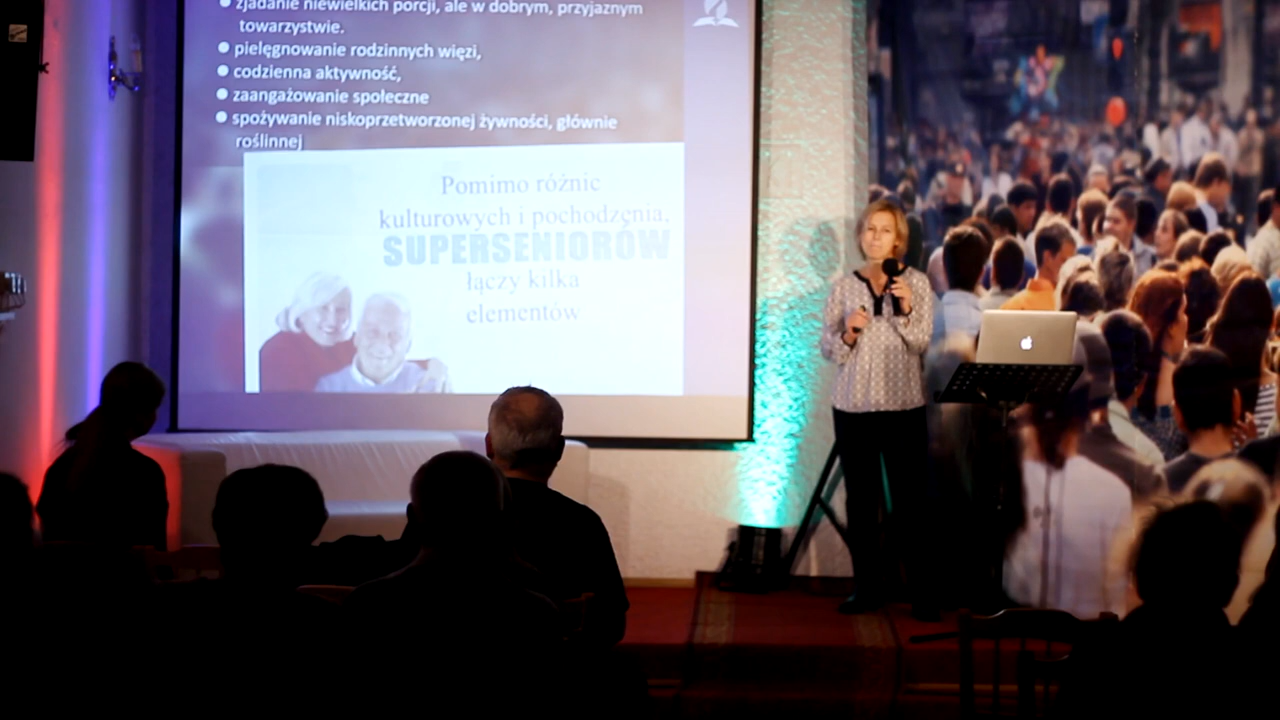 ● zjadanie niewielkich porcji, ale w dobrym, przyjaznym
towarzystwie.
● pielęgnowanie rodzinnych więzi,
● codzienna aktywność,
● zaangażowanie społeczne
● spożywanie niskoprzetworzonej żywności, głównie
roślinnej
Pomimo różnic
kulturowych i pochodzenia,
SUPERSENIORÓW
łączy kilka
elementów